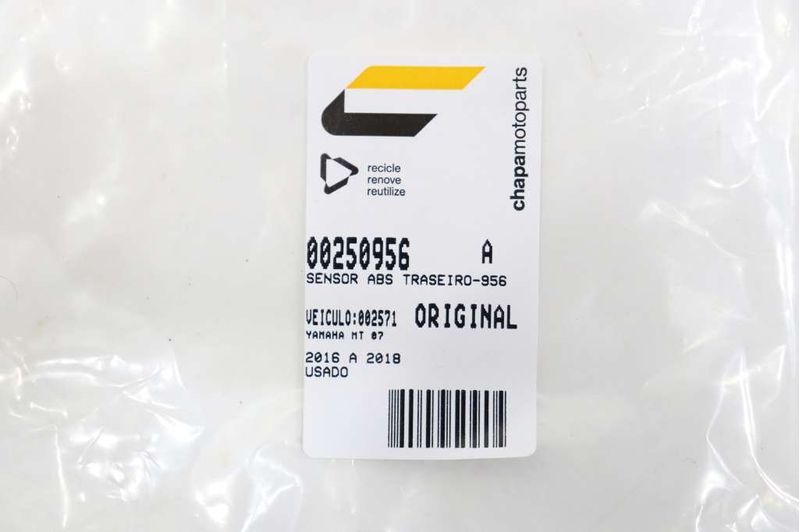 chapamotoparts
recicle
renove
reutilize
00250956 A
SENSOR ABS TRASEIRO-956
VEICULO:002571 ORIGINAL
YAMAHA MT 07
2016 A 2018
USADO